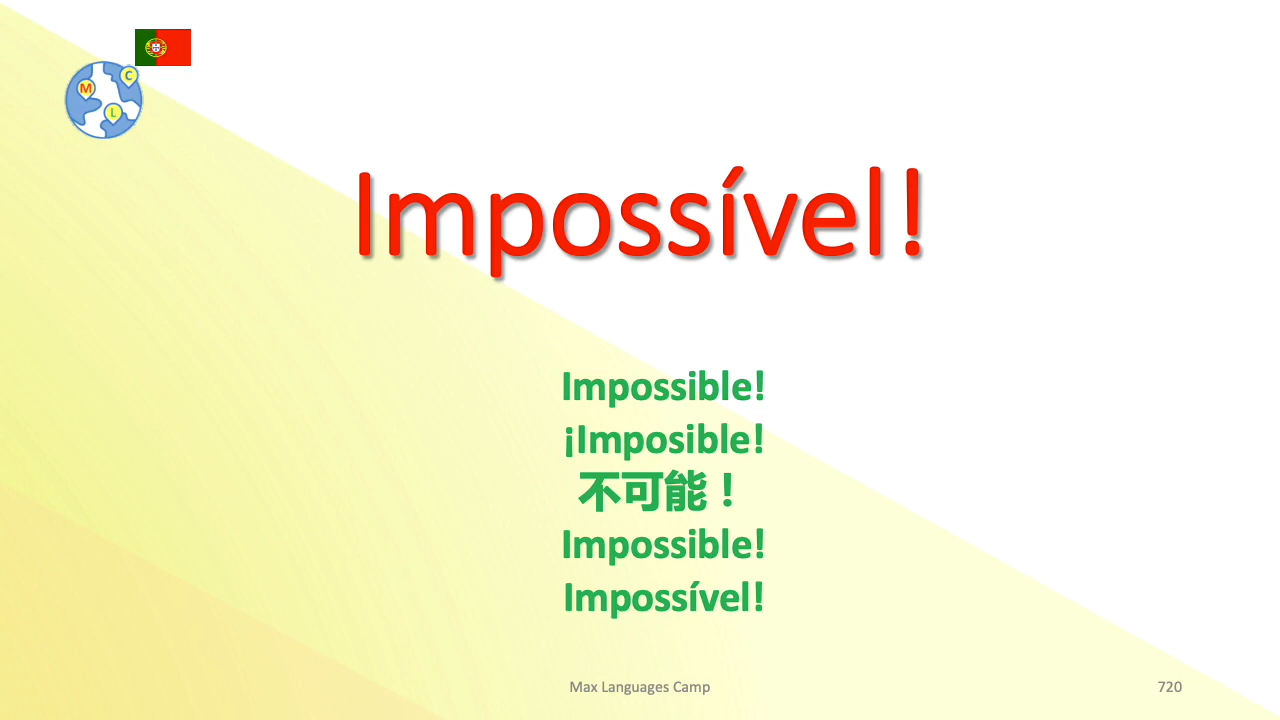 C
M
L
Impossível!
Impossible!
¡Imposible!
不可能！
Impossible!
Impossível!
Max Languages Camp
720